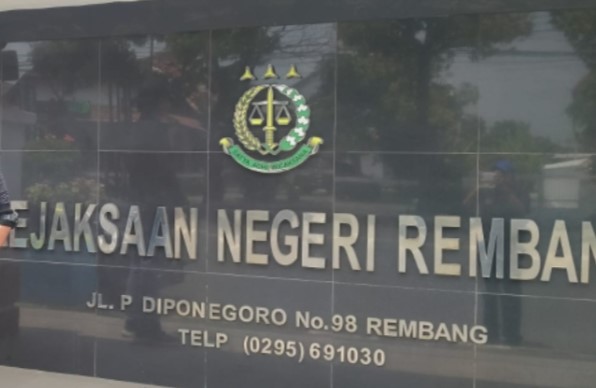 EJAKSAAN NEGERI REMBAN
JL. P DIPONEGORO No.98 REMBANG
TELP (0295) 691030